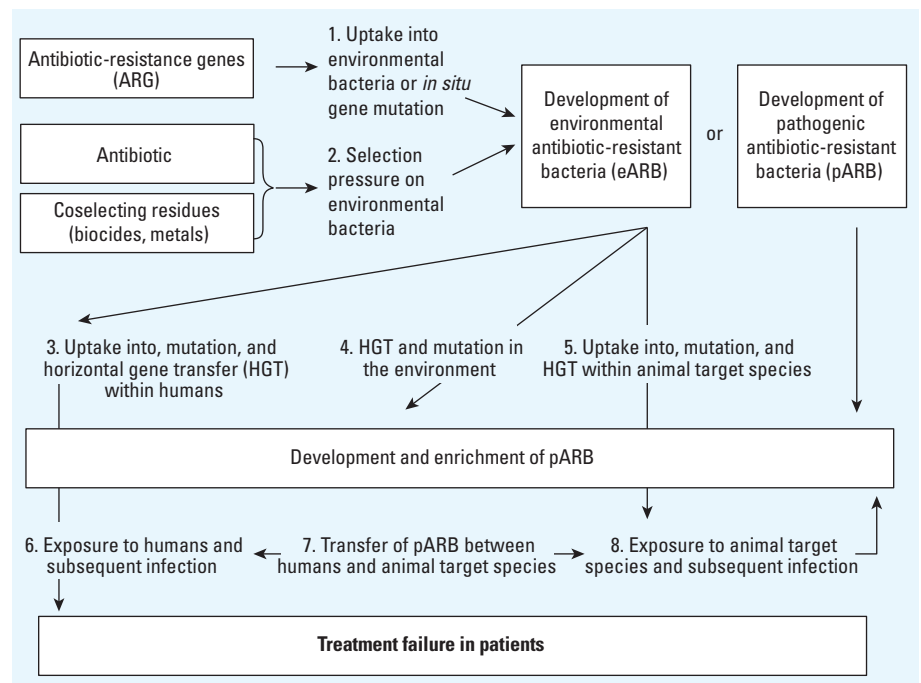 Antibiotic-resistance genes
(ARG)
1. Uptake into
environmental
bacteria or in situ
gene mutation
Antibiotic
Coselecting residues
(biocides, metals)
2. Selection
pressure on
environmental
bacteria
Development of
environmental
antibiotic-resistant
bacteria (eARB)
or
Development of
pathogenic
antibiotic-resistant
bacteria (pARB)
3. Uptake into, mutation, and
horizontal gene transfer (HGT)
within humans
4. HGT and mutation in
the environment
5. Uptake into, mutation, and
HGT within animal target species
Development and enrichment of pARB
6. Exposure to humans and
subsequent infection
7. Transfer of pARB between
humans and animal target species
8. Exposure to animal target
species and subsequent infection
Treatment failure in patients